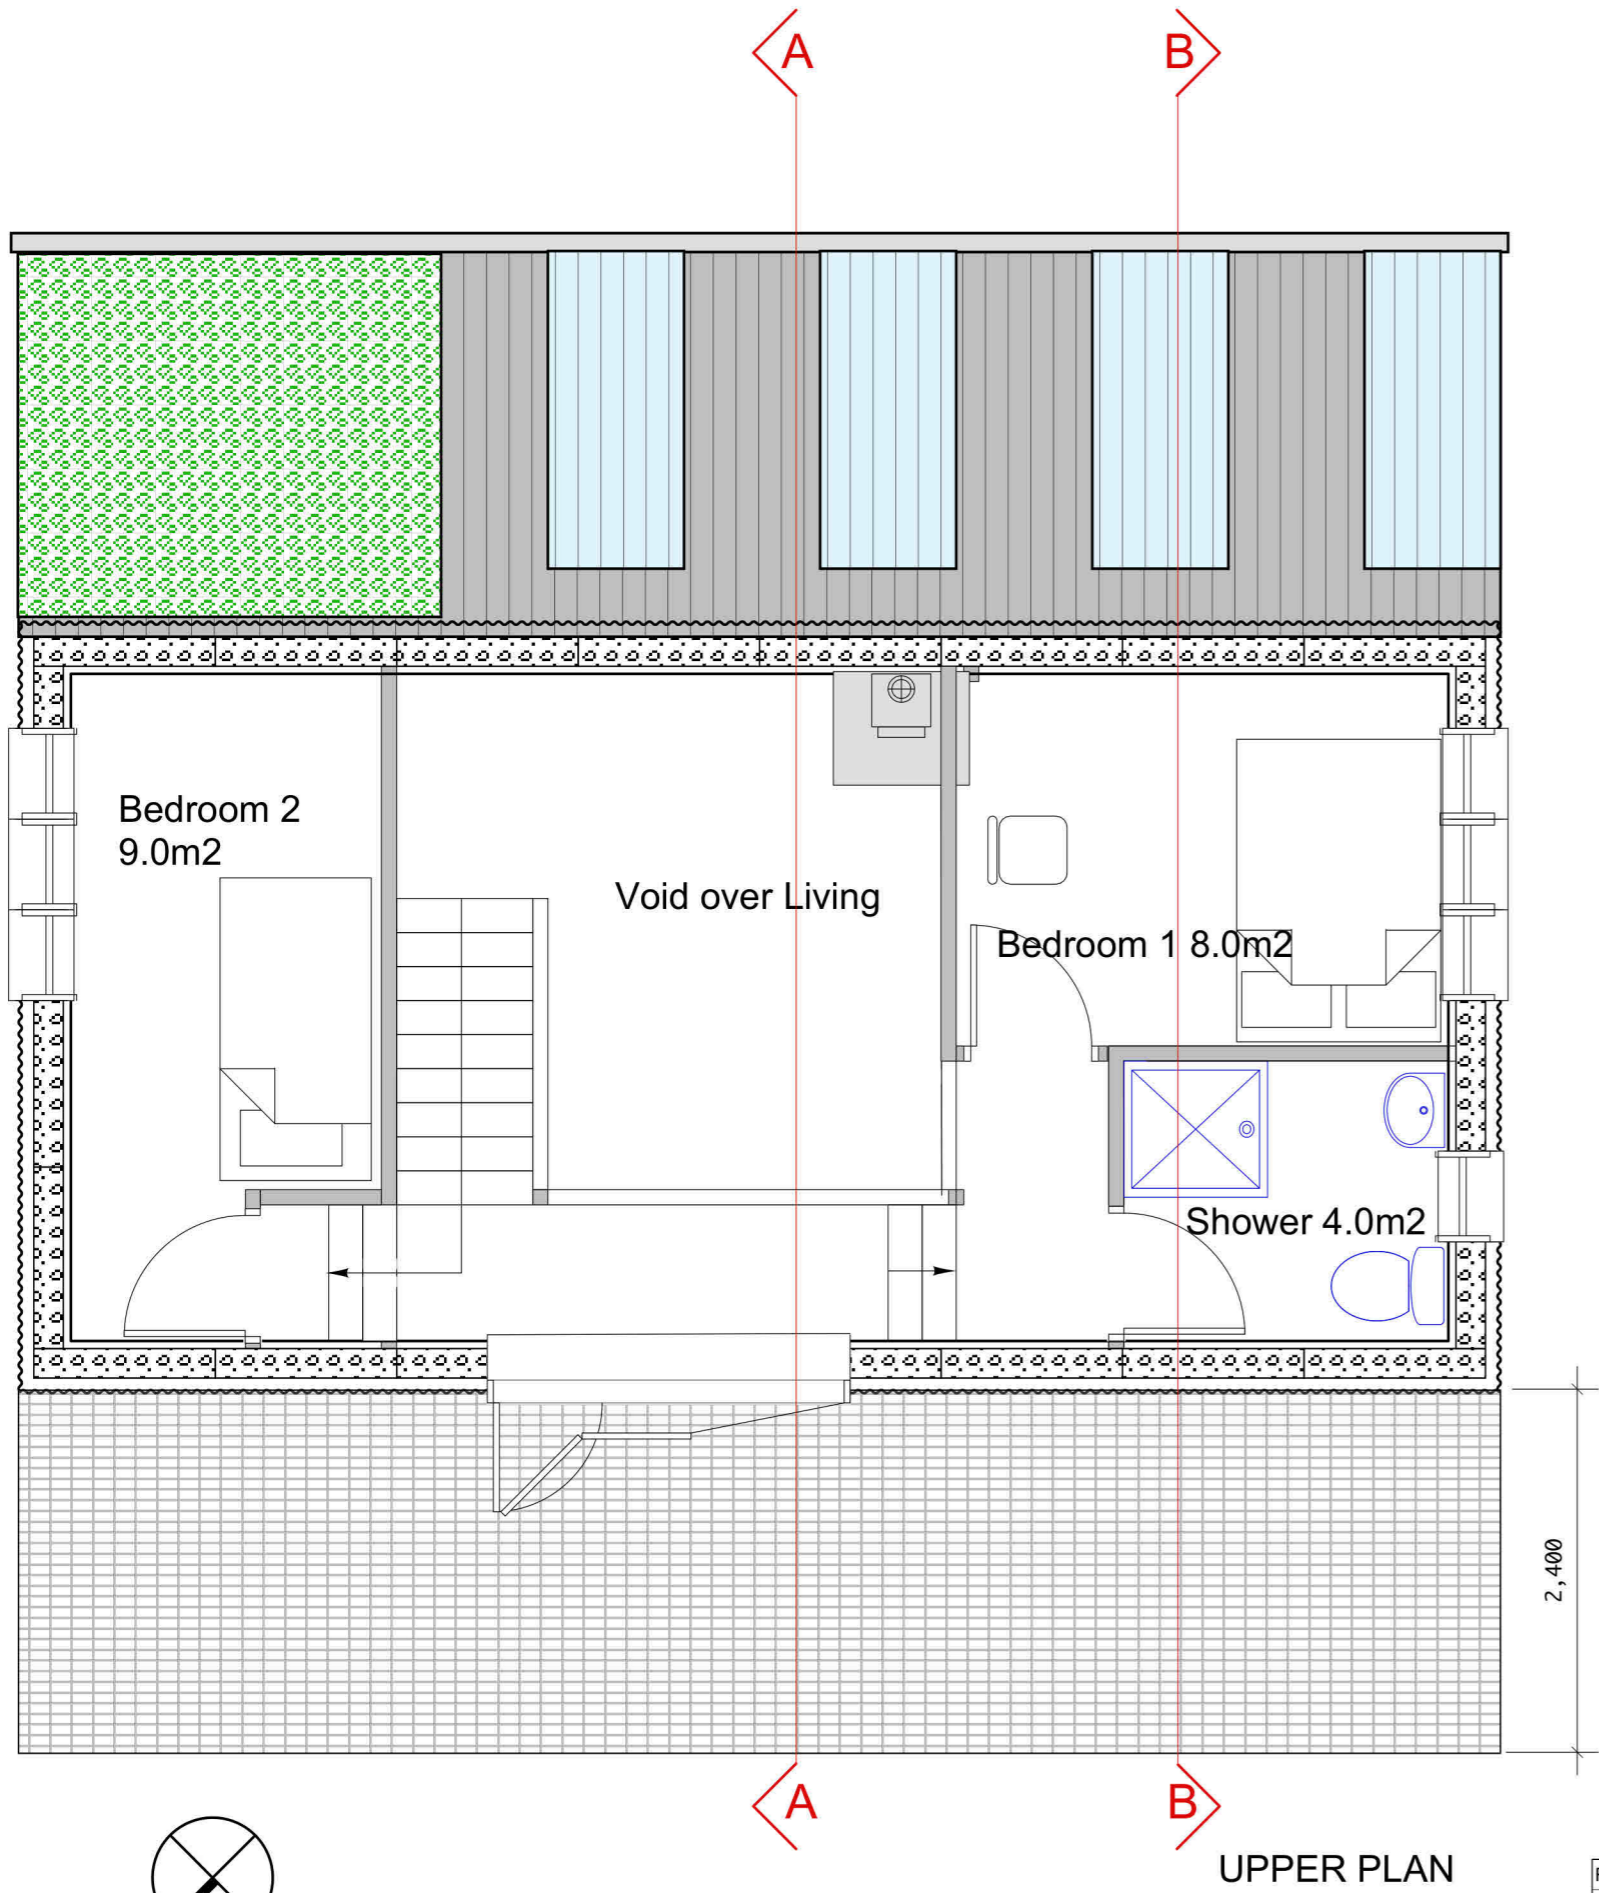 A
B
Bedroom 2
9.0m2
Void over Living
Bedroom 1 8.0m2
Shower 4.0m2
2,400
A
B
UPPER PLAN